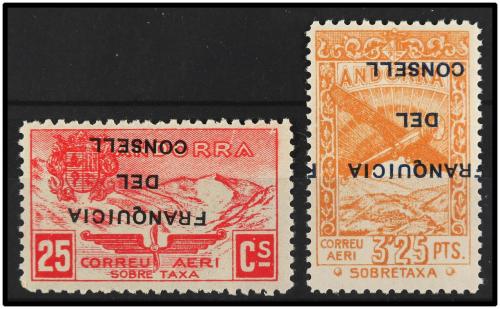 ANDORRA
FRANQUICIA
DEL
CONSELL
25 Cs
CORREU AERI
SOBRE TAXA
ANDORRA
FRANQUICIA
DEL
CONSELL
F
CORREU
AERI
3'25 PTS.
SOBRETAXA